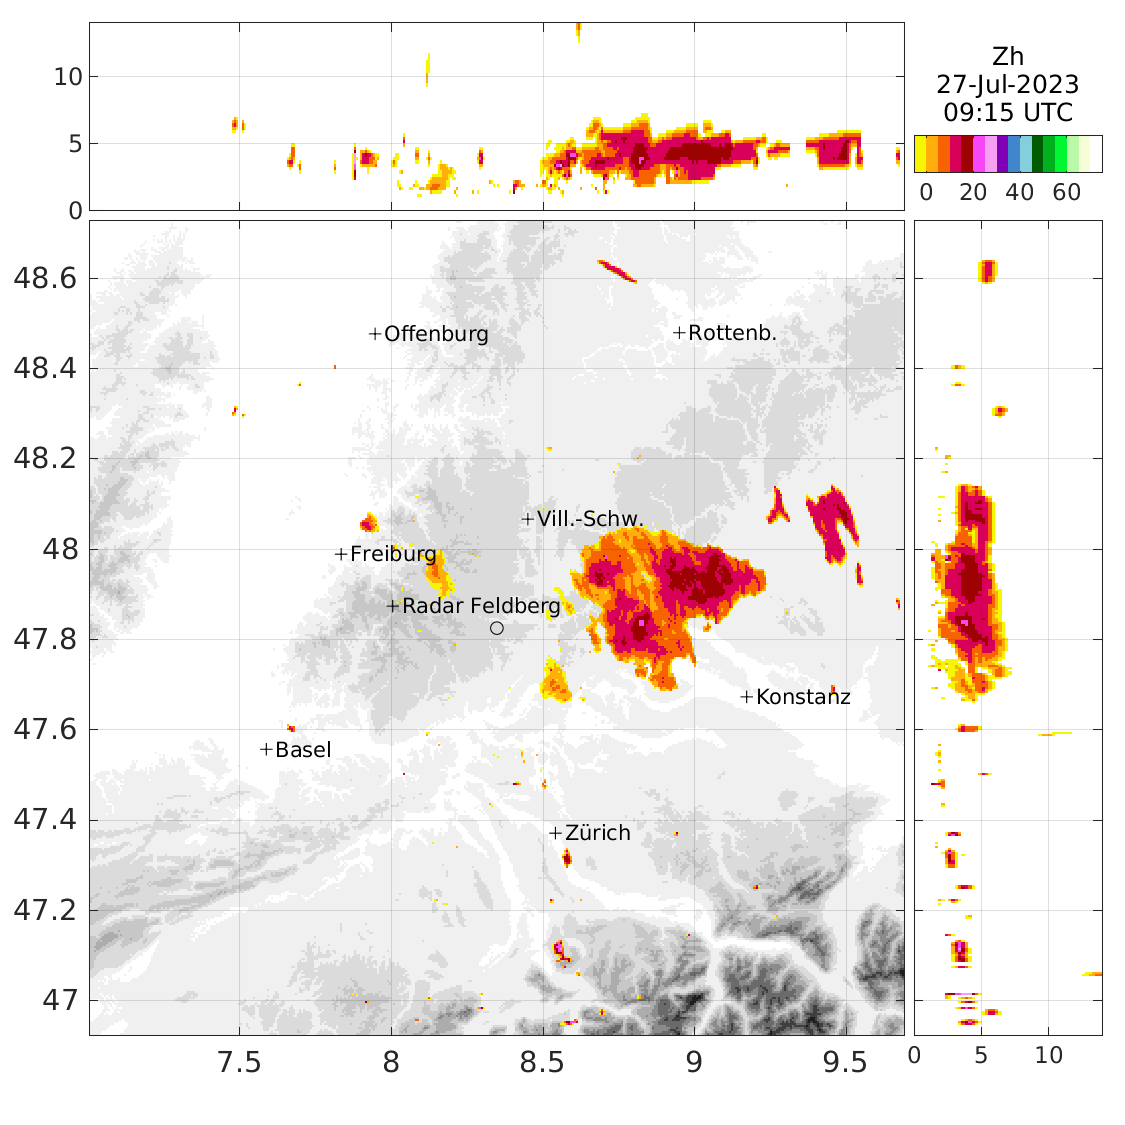 10
5
0
Zh
27-Jul-2023
09:15 UTC
0 20 40 60
48.6
48.4
48.2
48
47.8
47.6
47.4
47.2
47
+Offenburg
+Rottenb.
+Vill.-Schw.
+Freiburg
+Radar Feldberg
+Konstanz
+Basel
+Zürich
7.5 8 8.5 9 9.5
0 5 10